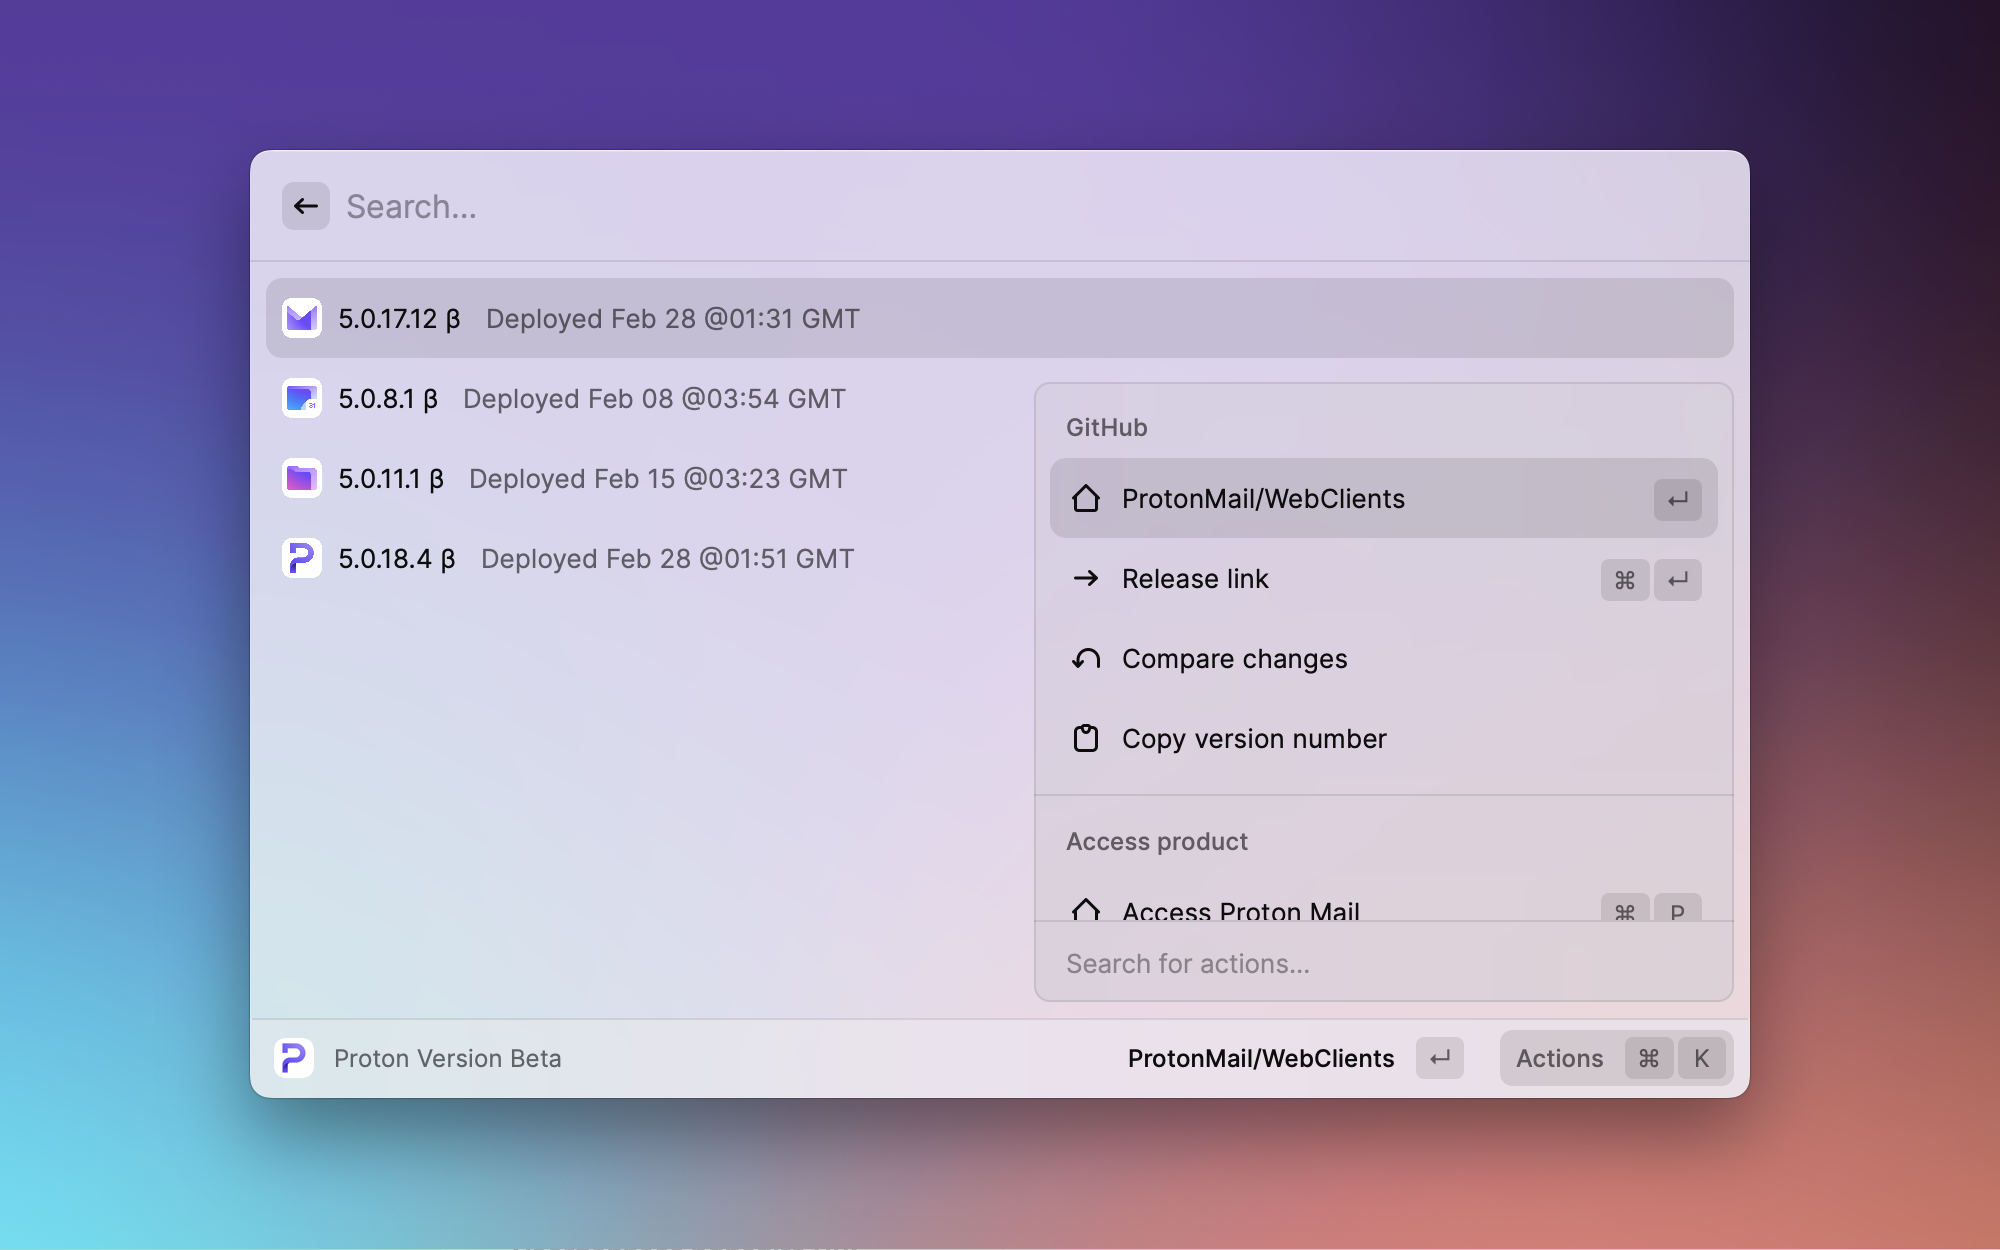 Search...
5.0.17.12 β Deployed Feb 28 @01:31 GMT
5.0.8.1 β Deployed Feb 08 @03:54 GMT
5.0.11.1 β Deployed Feb 15 @03:23 GMT
5.0.18.4 β Deployed Feb 28 @01:51 GMT
GitHub
ProtonMail/WebClients ↵
Release link ⌘ ↵
Compare changes
Copy version number
Access product
Access Proton Mail ⌘ P
Search for actions...
Proton Version Beta
ProtonMail/WebClients ↵
Actions ⌘ K